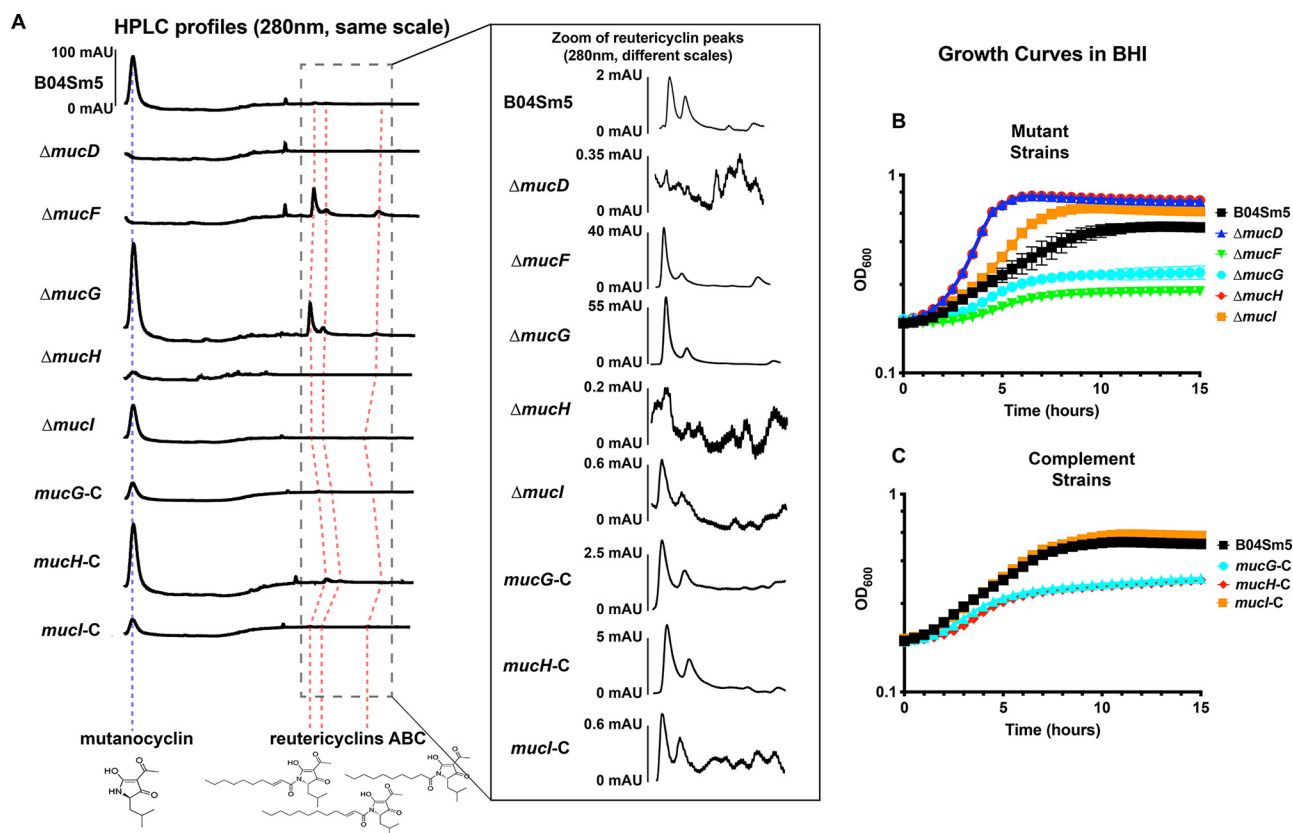 A
HPLC profiles (280nm, same scale)
100 mAU
B04Sm5
0 mAU
ΔmucD
ΔmucF
ΔmucG
ΔmucH
ΔmucI
mucG-C
mucH-C
mucI-C
mutanocyclin
reutericyclins ABC
HO
O
O
HN
HO
O
O
N
O
HO
O
O
N
O
HO
O
O
N
O
Zoom of reutericyclin peaks
(280nm, different scales)
2 mAU
B04Sm5
0 mAU
0.35 mAU
ΔmucD
0 mAU
40 mAU
ΔmucF
0 mAU
55 mAU
ΔmucG
0 mAU
0.2 mAU
ΔmucH
0 mAU
0.6 mAU
ΔmucI
0 mAU
2.5 mAU
mucG-C
0 mAU
5 mAU
mucH-C
0 mAU
0.6 mAU
mucI-C
0 mAU
Growth Curves in BHI
B
Mutant
Strains
1
OD600
0.1
0 5 10 15
Time (hours)
B04Sm5
ΔmucD
ΔmucF
ΔmucG
ΔmucH
ΔmucI
C
Complement
Strains
1
OD600
0.1
0 5 10 15
Time (hours)
B04Sm5
mucG-C
mucH-C
mucI-C